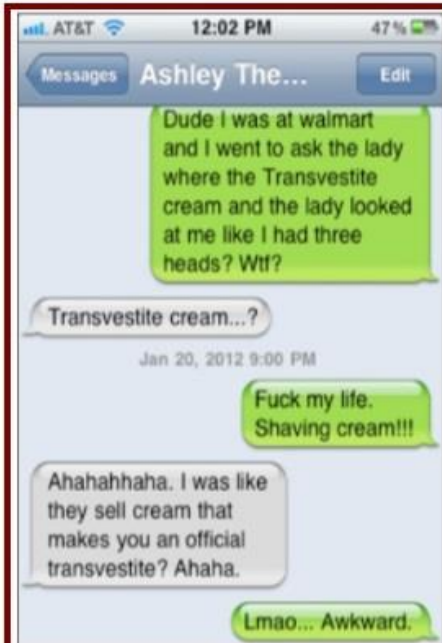 AT&T 12:02 PM 47%
Messages Ashley The... Edit
Dude I was at walmart
and I went to ask the lady
where the Transvestite
cream and the lady looked
at me like I had three
heads? Wtf?
Transvestite cream...?
Jan 20, 2012 9:00 PM
Fuck my life.
Shaving cream!!!
Ahahahhaha. I was like
they sell cream that
makes you an official
transvestite? Ahaha.
Lmao... Awkward.